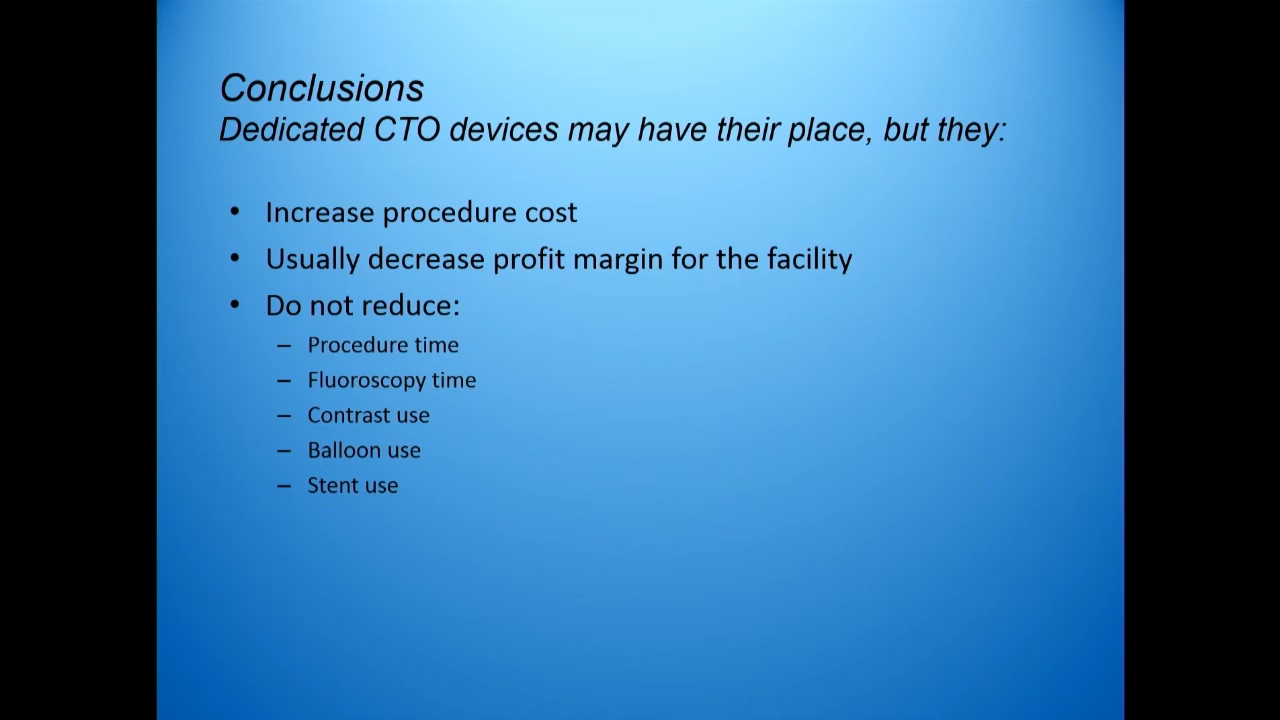 Conclusions
Dedicated CTO devices may have their place, but they:
• Increase procedure cost
• Usually decrease profit margin for the facility
• Do not reduce:
– Procedure time
– Fluoroscopy time
– Contrast use
– Balloon use
– Stent use